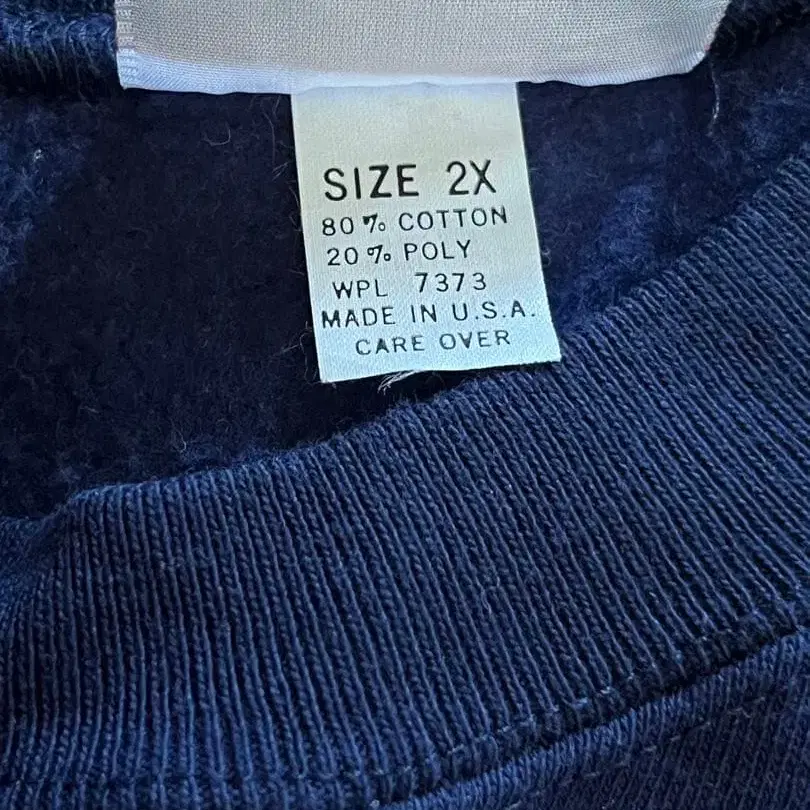 SIZE 2X
80% COTTON
20% POLY
WPL 7373
MADE IN U.S.A.
CARE OVER